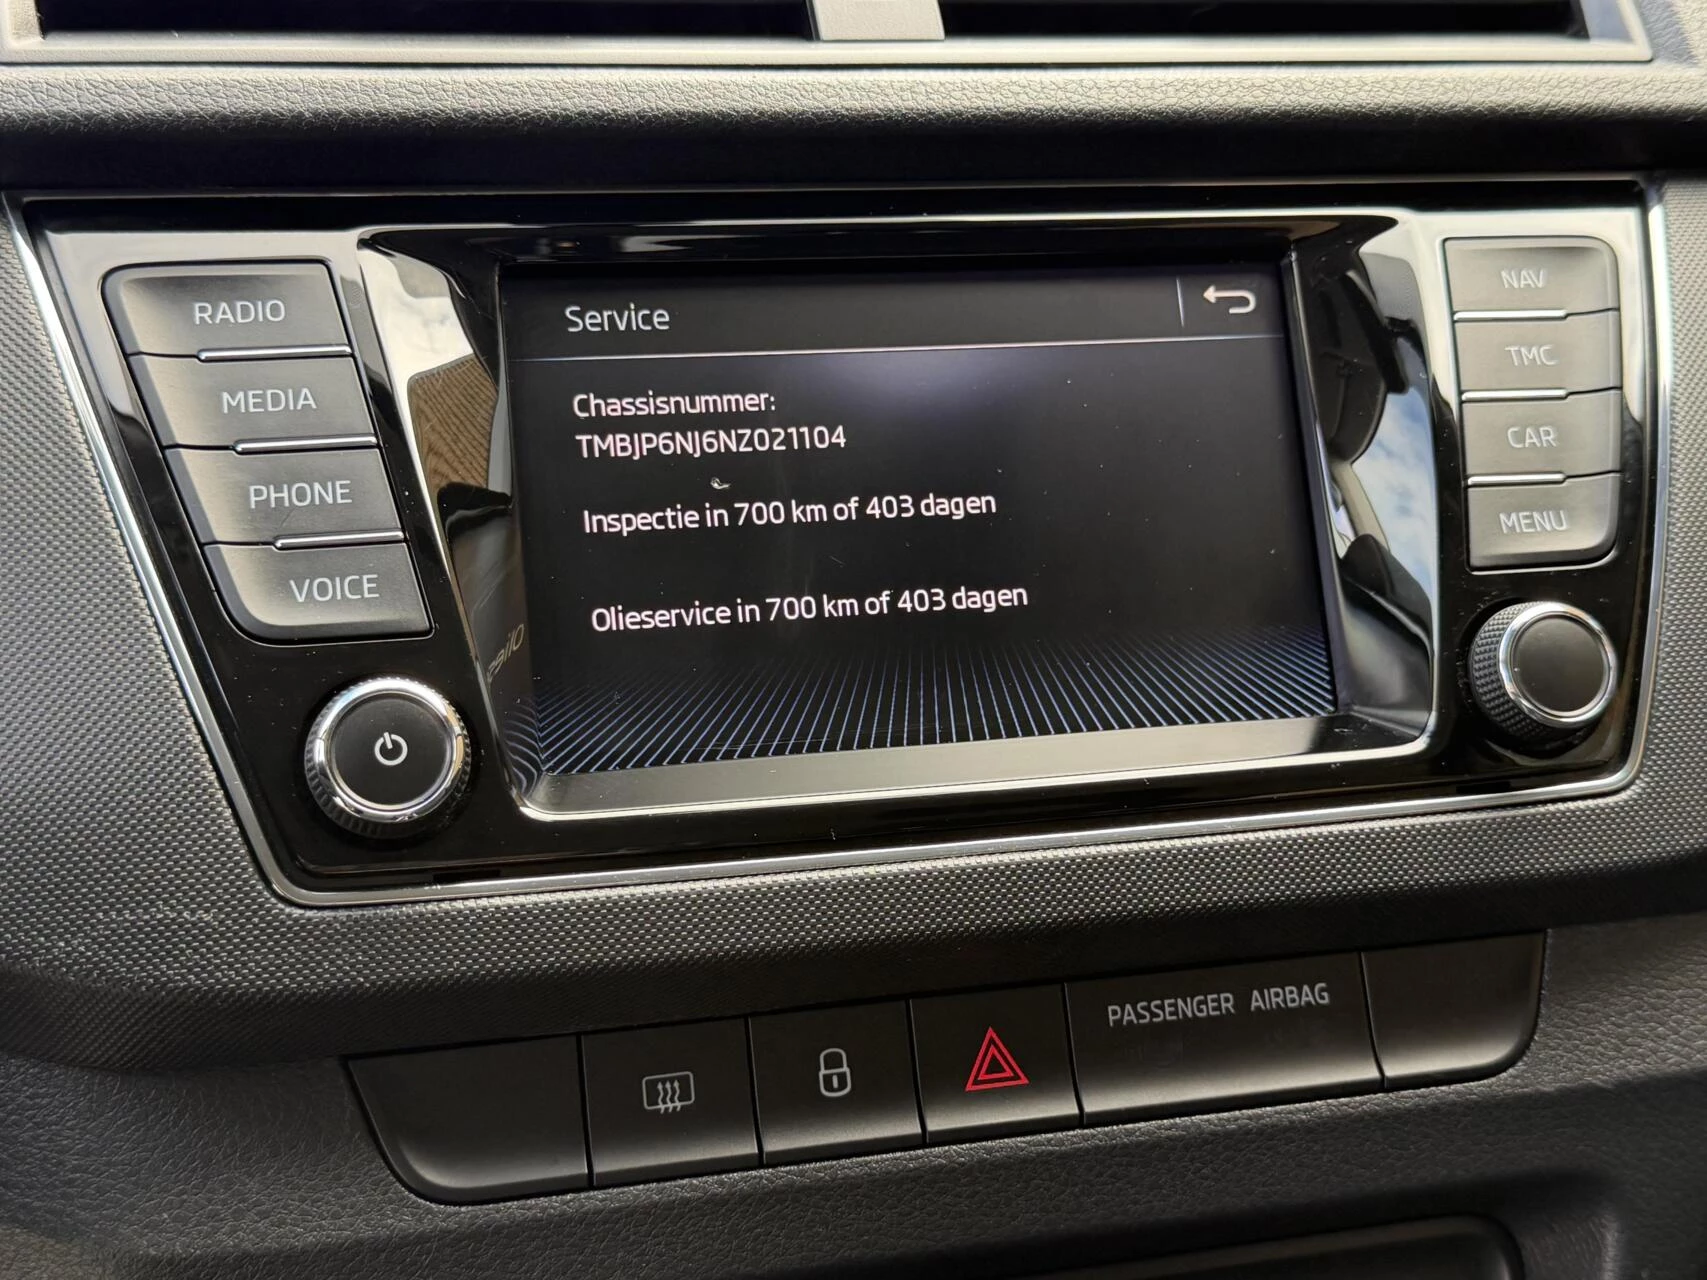 RADIO
MEDIA
PHONE
VOICE
Service
Chassisnummer:
TMBJP6NJ6NZ021104
Inspectie in 700 km of 403 dagen
Olieservice in 700 km of 403 dagen
NAV
TMC
CAR
MENU
PASSENGER AIRBAG